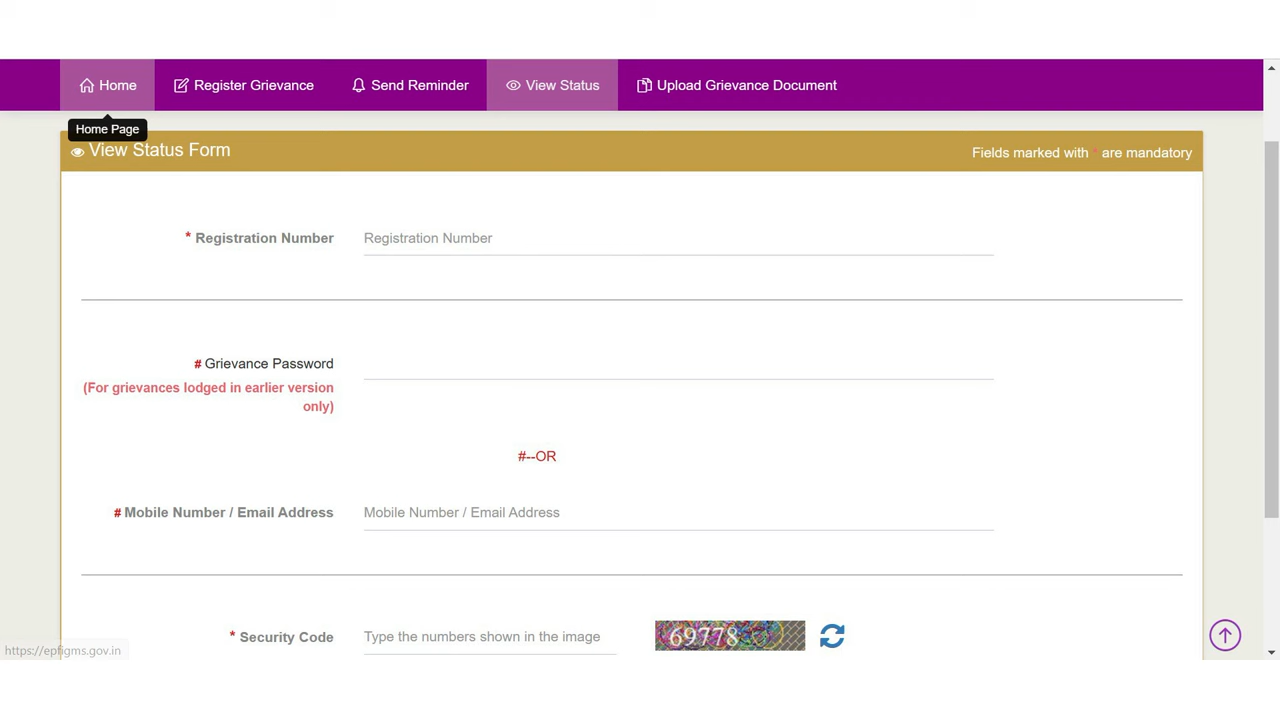 Home Register Grievance Send Reminder View Status Upload Grievance Document
Home Page
View Status Form Fields marked with * are mandatory
* Registration Number Registration Number
# Grievance Password
(For grievances lodged in earlier version
only)
#--OR
# Mobile Number / Email Address Mobile Number / Email Address
* Security Code Type the numbers shown in the image 69778
https://epfigms.gov.in